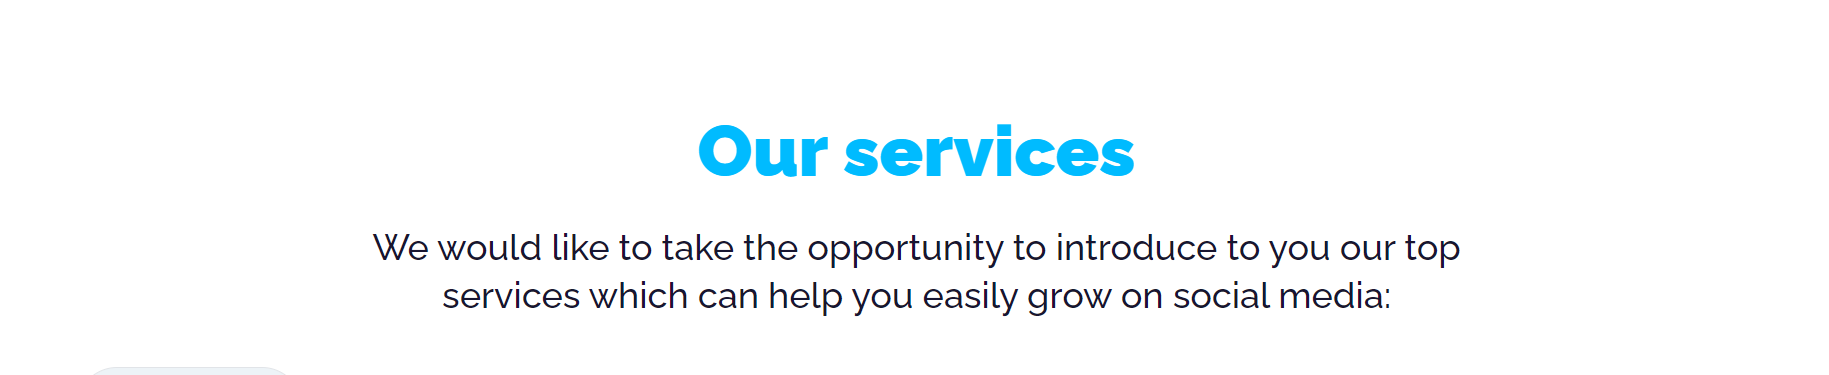 Our services
We would like to take the opportunity to introduce to you our top
services which can help you easily grow on social media: